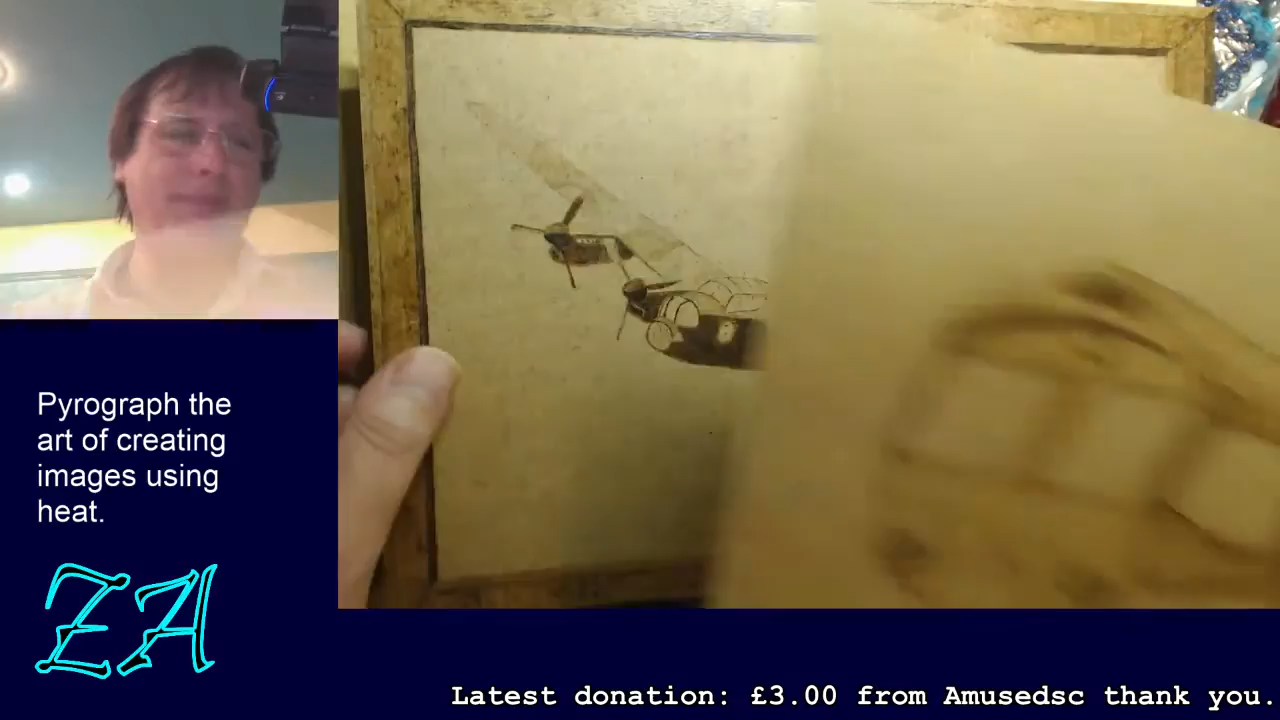 Pyrograph the
art of creating
images using
heat.
ZA
Latest donation: £3.00 from Amusedsc thank you.